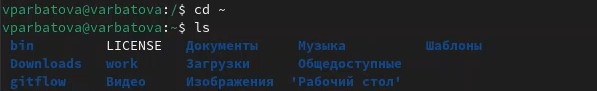 vparbatova@varbatova:/$ cd ~
vparbatova@varbatova:~$ ls
bin LICENSE Документы Музыка Шаблоны
Downloads work Загрузки Общедоступные
gitflow Видео Изображения 'Рабочий стол'